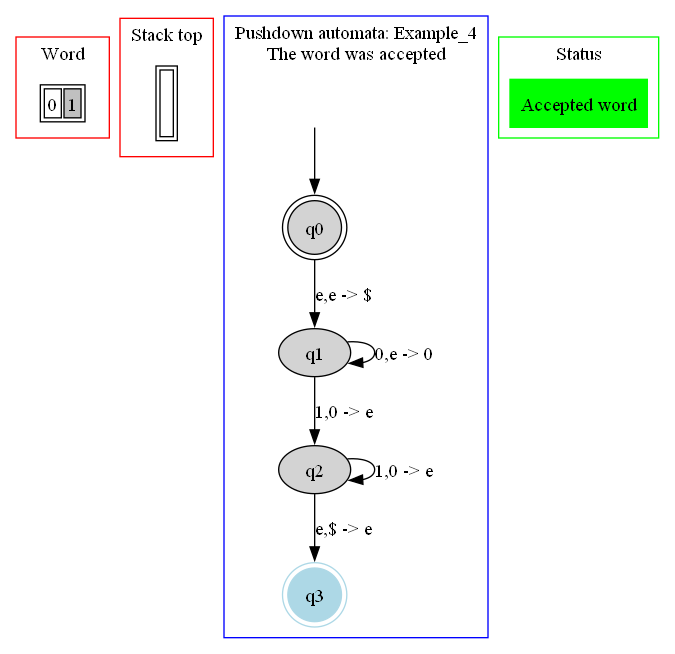 Word
0 1
Stack top
Pushdown automata: Example_4
The word was accepted
q0
e,e -> $
q1
0,e -> 0
1,0 -> e
q2
1,0 -> e
e,$ -> e
q3
Status
Accepted word